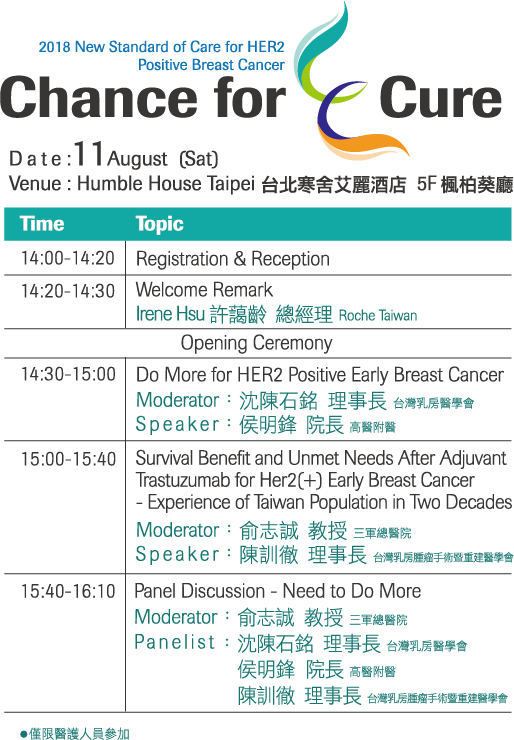 2018 New Standard of Care for HER2
Positive Breast Cancer
Chance for Cure
Date:11 August (Sat)
Venue : Humble House Taipei 台北寒舍艾麗酒店 5F 楓柏葵廳
Time Topic
14:00-14:20 Registration & Reception
14:20-14:30 Welcome Remark
Irene Hsu 許藹齡 總經理 Roche Taiwan
Opening Ceremony
14:30-15:00 Do More for HER2 Positive Early Breast Cancer
Moderator：沈陳石銘 理事長 台灣乳房醫學會
Speaker：侯明鋒 院長 高醫附醫
15:00-15:40 Survival Benefit and Unmet Needs After Adjuvant
Trastuzumab for Her2(+) Early Breast Cancer
- Experience of Taiwan Population in Two Decades
Moderator：俞志誠 教授 三軍總醫院
Speaker：陳訓徹 理事長 台灣乳房腫瘤手術暨重建醫學會
15:40-16:10 Panel Discussion - Need to Do More
Moderator：俞志誠 教授 三軍總醫院
Panelist：沈陳石銘 理事長 台灣乳房醫學會
侯明鋒 院長 高醫附醫
陳訓徹 理事長 台灣乳房腫瘤手術暨重建醫學會
●僅限醫護人員參加